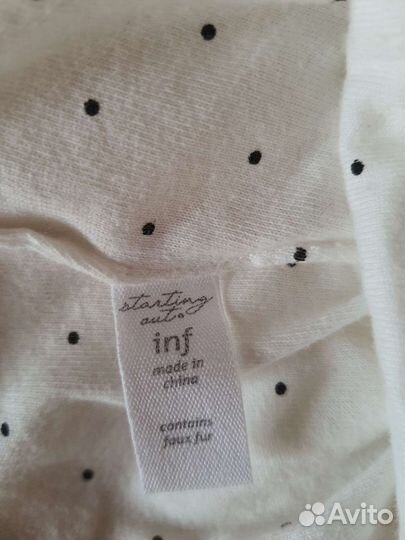 starting
out
inf
made in
china
contains
faux fur
Avito